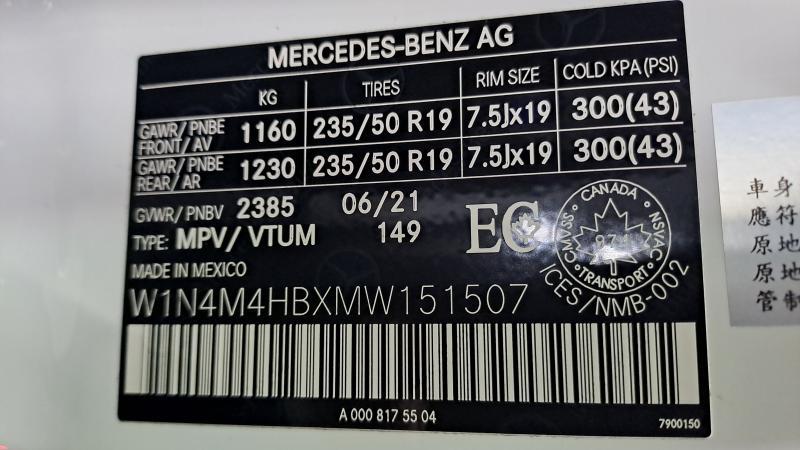 MERCEDES-BENZ AG
KG TIRES RIM SIZE COLD KPA(PSI)
GAWR/PNBE FRONT/AV 1160 235/50 R19 7.5Jx19 300(43)
GAWR/PNBE REAR/AR 1230 235/50 R19 7.5Jx19 300(43)
GVWR/PNBV 2385 06/21
TYPE: MPV/VTUM 149
EC
CANADA
CMVSS NSVAC
TRANSPORT
ICES/NMB-002
MADE IN MEXICO
W1N4M4HBXMW151507
A 000 817 55 04
7900150
車身
應符
原地
原地
管制